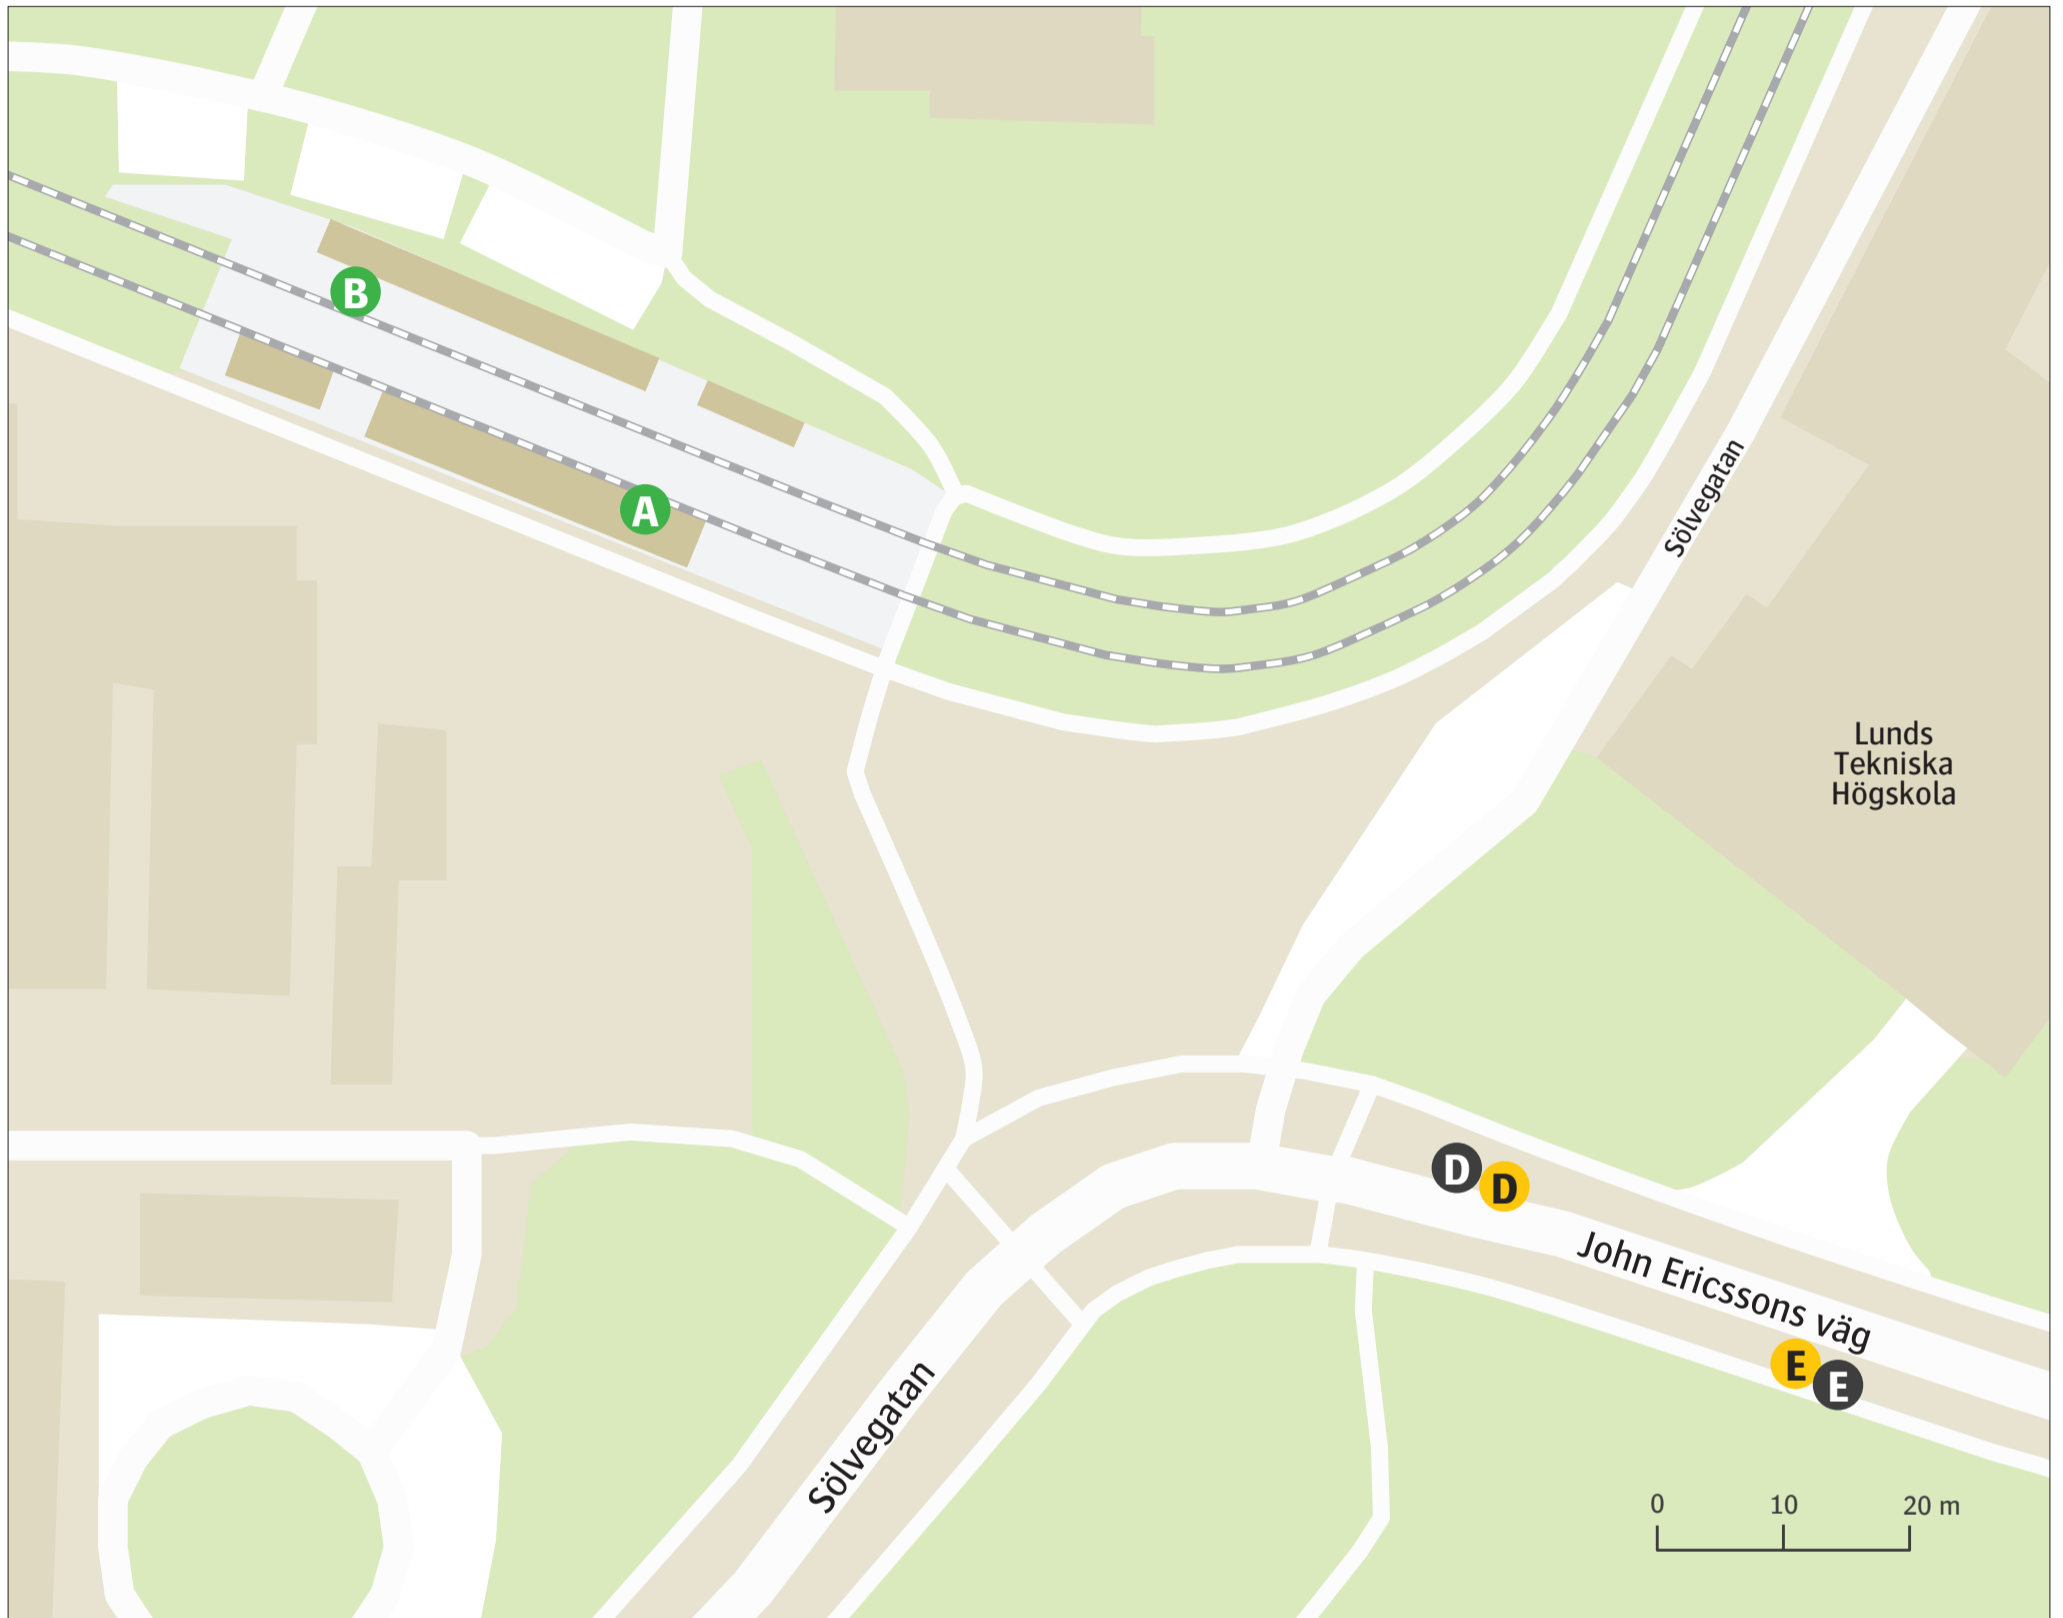 B
A
Sölvegatan
Lunds
Tekniska
Högskola
D
D
John Ericssons väg
E
E
Sölvegatan
0 10 20 m